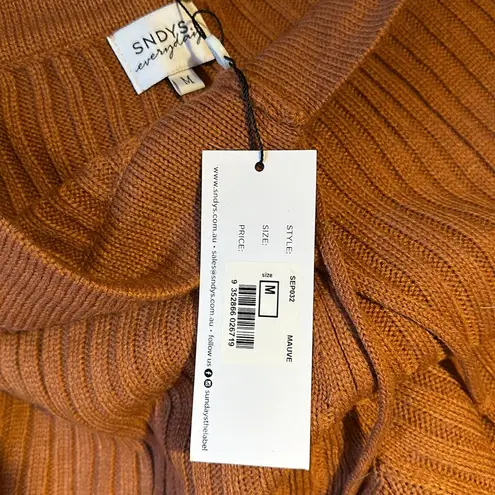 SNDYS
everyday
M
STYLE:
SIZE:
PRICE:
SEP032
MAUVE
size
M
9 352866 026719
www.sndys.com.au • sales@sndys.com.au • follow us sundaysthelabel